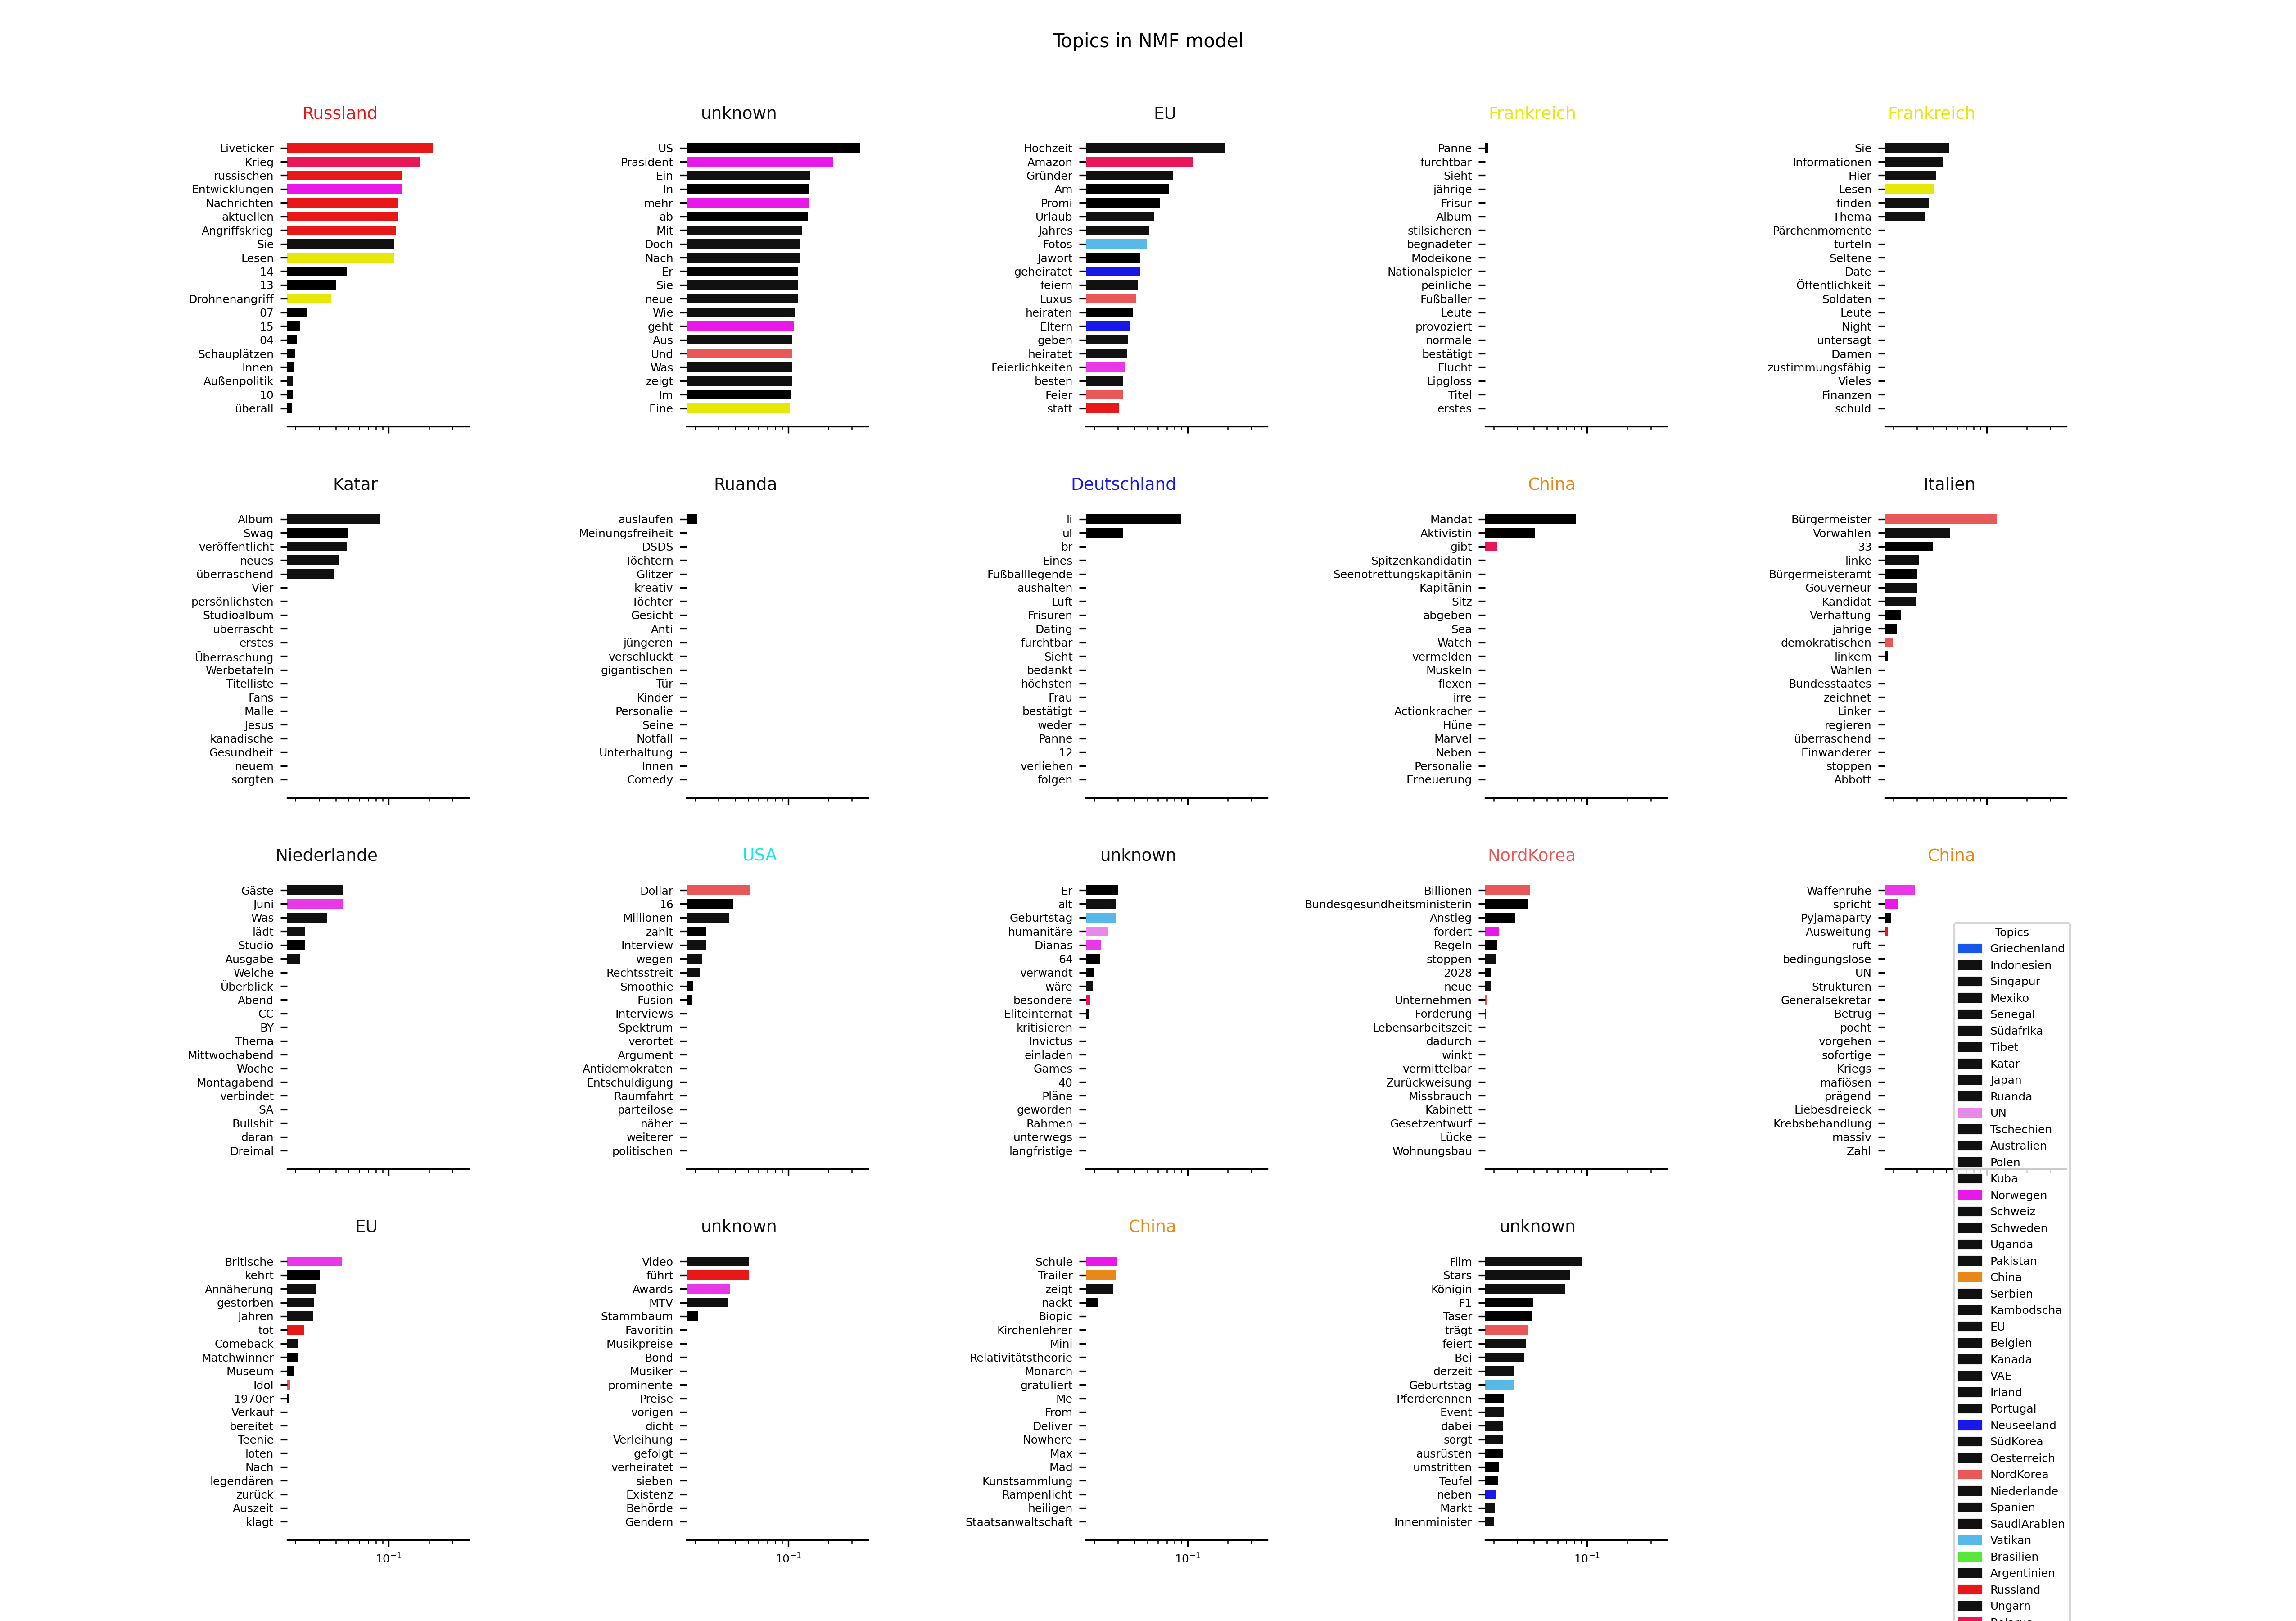 Topics in NMF model
Russland
Liveticker
Krieg
russischen
Entwicklungen
Nachrichten
aktuellen
Angriffskrieg
Sie
Lesen
14
13
Drohnenangriff
07
15
04
Schauplätzen
Innen
Außenpolitik
10
überall
unknown
US
Präsident
Ein
In
mehr
ab
Mit
Doch
Nach
Er
Sie
neue
Wie
geht
Aus
Und
Was
zeigt
Im
Eine
EU
Hochzeit
Amazon
Gründer
Am
Promi
Urlaub
Jahres
Fotos
Jawort
geheiratet
feiern
Luxus
heiraten
Eltern
geben
heiratet
Feierlichkeiten
besten
Feier
statt
Frankreich
Panne
furchtbar
Sieht
jährige
Frisur
Album
stilsicheren
begnadeter
Modeikone
Nationalspieler
peinliche
Fußballer
Leute
provoziert
normale
bestätigt
Flucht
Lipgloss
Titel
erstes
Frankreich
Sie
Informationen
Hier
Lesen
finden
Thema
Pärchenmomente
turteln
Seltene
Date
Öffentlichkeit
Soldaten
Leute
Night
untersagt
Damen
zustimmungsfähig
Vieles
Finanzen
schuld
Katar
Album
Swag
veröffentlicht
neues
überraschend
Vier
persönlichsten
Studioalbum
überrascht
erstes
Überraschung
Werbetafeln
Titelliste
Fans
Malle
Jesus
kanadische
Gesundheit
neuem
sorgten
Ruanda
auslaufen
Meinungsfreiheit
DSDS
Töchtern
Glitzer
kreativ
Töchter
Gesicht
Anti
jüngeren
verschluckt
gigantischen
Tür
Kinder
Personalie
Seine
Notfall
Unterhaltung
Innen
Comedy
Deutschland
li
ul
br
Eines
Fußballlegende
aushalten
Luft
Frisuren
Dating
furchtbar
Sieht
bedankt
höchsten
Frau
bestätigt
weder
Panne
12
verliehen
folgen
China
Mandat
Aktivistin
gibt
Spitzenkandidatin
Seenotrettungskapitänin
Kapitänin
Sitz
abgeben
Sea
Watch
vermelden
Muskeln
flexen
irre
Actionkracher
Hüne
Marvel
Neben
Personalie
Erneuerung
Italien
Bürgermeister
Vorwahlen
33
linke
Bürgermeisteramt
Gouverneur
Kandidat
Verhaftung
jährige
demokratischen
linkem
Wahlen
Bundesstaates
zeichnet
Linker
regieren
überraschend
Einwanderer
stoppen
Abbott
Niederlande
Gäste
Juni
Was
lädt
Studio
Ausgabe
Welche
Überblick
Abend
CC
BY
Thema
Mittwochabend
Woche
Montagabend
verbindet
SA
Bullshit
daran
Dreimal
USA
Dollar
16
Millionen
zahlt
Interview
wegen
Rechtsstreit
Smoothie
Fusion
Interviews
Spektrum
verortet
Argument
Antidemokraten
Entschuldigung
Raumfahrt
parteilose
näher
weiterer
politischen
unknown
Er
alt
Geburtstag
humanitäre
Dianas
64
verwandt
wäre
besondere
Eliteinternat
kritisieren
Invictus
einladen
Games
40
Pläne
geworden
Rahmen
unterwegs
langfristige
NordKorea
Billionen
Bundesgesundheitsministerin
Anstieg
fordert
Regeln
stoppen
2028
neue
Unternehmen
Forderung
Lebensarbeitszeit
dadurch
winkt
vermittelbar
Zurückweisung
Missbrauch
Kabinett
Gesetzentwurf
Lücke
Wohnungsbau
China
Waffenruhe
spricht
Pyjamaparty
Ausweitung
ruft
bedingungslose
UN
Strukturen
Generalsekretär
Betrug
pocht
vorgehen
sofortige
Kriegs
mafiösen
prägend
Liebesdreieck
Krebsbehandlung
massiv
Zahl
EU
Britische
kehrt
Annäherung
gestorben
Jahren
tot
Comeback
Matchwinner
Museum
Idol
1970er
Verkauf
bereitet
Teenie
loten
Nach
legendären
zurück
Auszeit
klagt
10⁻¹
unknown
Video
führt
Awards
MTV
Stammbaum
Favoritin
Musikpreise
Bond
Musiker
prominente
Preise
vorigen
dicht
Verleihung
gefolgt
verheiratet
sieben
Existenz
Behörde
Gendern
10⁻¹
China
Schule
Trailer
zeigt
nackt
Biopic
Kirchenlehrer
Mini
Relativitätstheorie
Monarch
gratuliert
Me
From
Deliver
Nowhere
Max
Mad
Kunstsammlung
Rampenlicht
heiligen
Staatsanwaltschaft
10⁻¹
unknown
Film
Stars
Königin
F1
Taser
trägt
feiert
Bei
derzeit
Geburtstag
Pferderennen
Event
dabei
sorgt
ausrüsten
umstritten
Teufel
neben
Markt
Innenminister
10⁻¹
Topics
Griechenland
Indonesien
Singapur
Mexiko
Senegal
Südafrika
Tibet
Katar
Japan
Ruanda
UN
Tschechien
Australien
Polen
Kuba
Norwegen
Schweiz
Schweden
Uganda
Pakistan
China
Serbien
Kambodscha
EU
Belgien
Kanada
VAE
Irland
Portugal
Neuseeland
SüdKorea
Oesterreich
NordKorea
Niederlande
Spanien
SaudiArabien
Vatikan
Brasilien
Argentinien
Russland
Ungarn